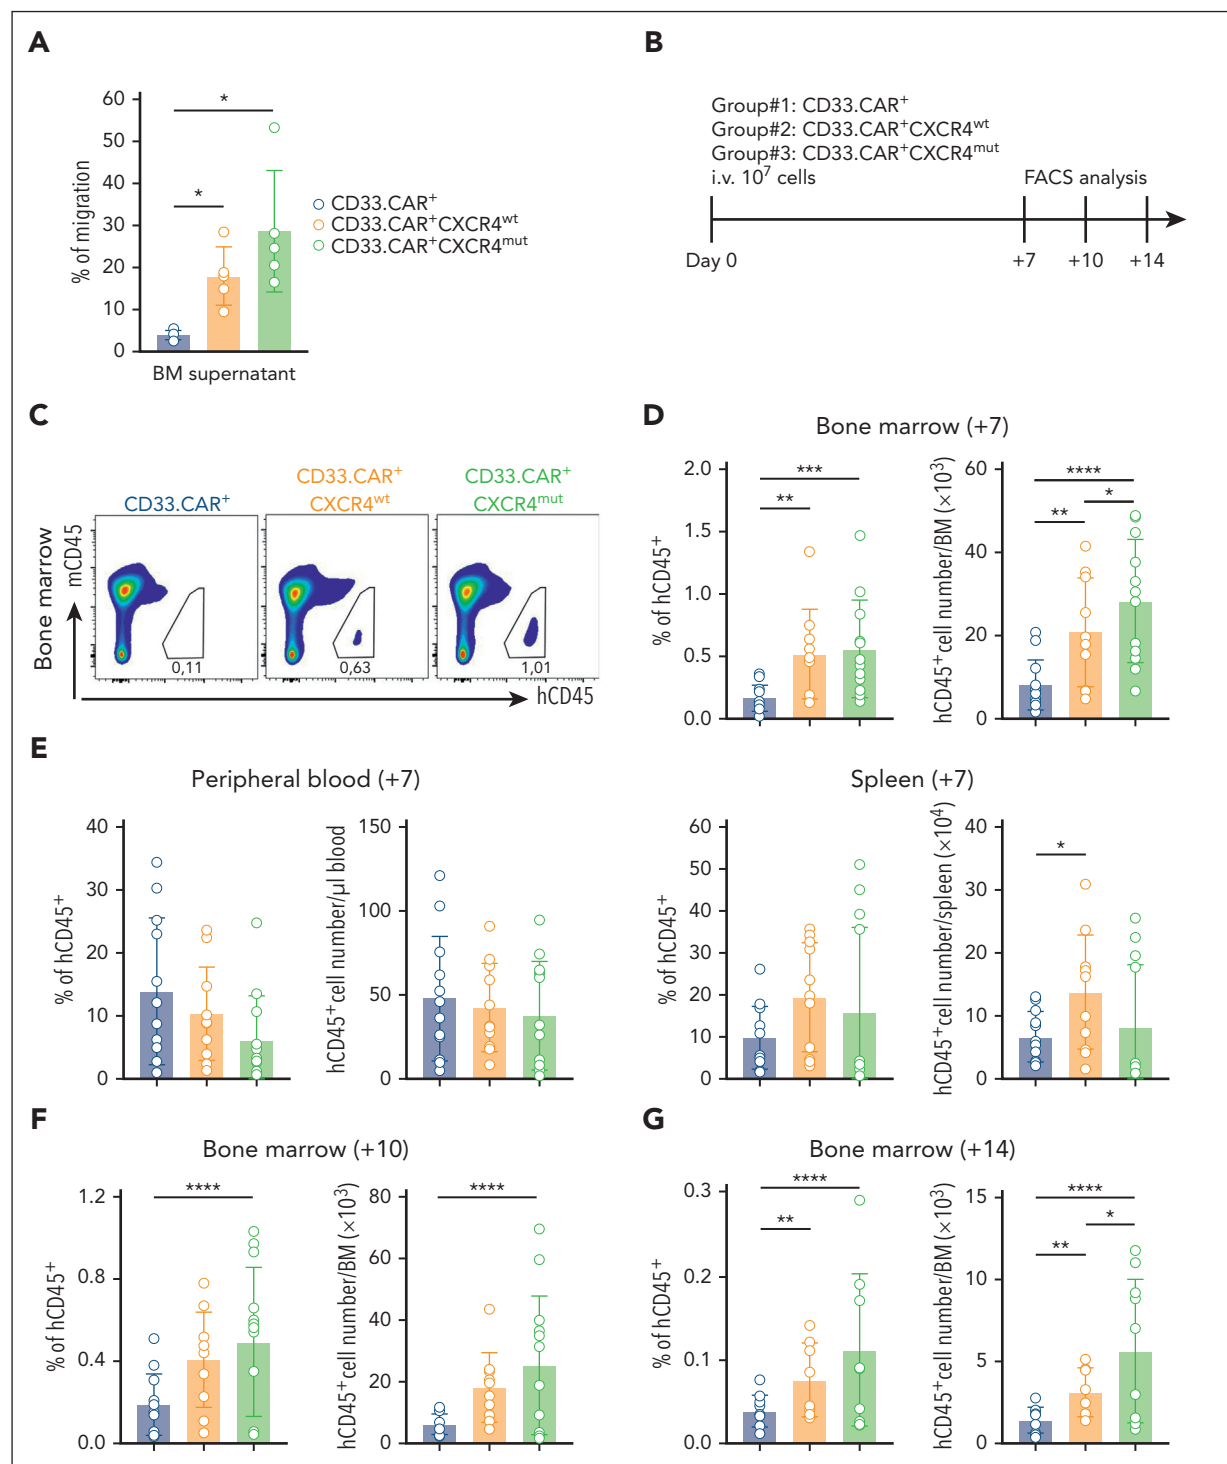 A
% of migration
60
50
40
30
20
10
0
*
*
BM supernatant
CD33.CAR⁺
CD33.CAR⁺CXCR4ʷᵗ
CD33.CAR⁺CXCR4ᵐᵘᵗ
B
Group#1: CD33.CAR⁺
Group#2: CD33.CAR⁺CXCR4ʷᵗ
Group#3: CD33.CAR⁺CXCR4ᵐᵘᵗ
i.v. 10⁷ cells
FACS analysis
Day 0
+7
+10
+14
C
CD33.CAR⁺
CD33.CAR⁺
CXCR4ʷᵗ
CD33.CAR⁺
CXCR4ᵐᵘᵗ
Bone marrow
mCD45
0,11
0,63
1,01
hCD45
D
Bone marrow (+7)
% of hCD45⁺
2.0
1.5
1.0
0.5
0.0
***
**
hCD45⁺ cell number/BM (×10³)
60
40
20
0
****
*
**
E
Peripheral blood (+7)
% of hCD45⁺
40
30
20
10
0
hCD45⁺ cell number/µl blood
150
100
50
0
Spleen (+7)
% of hCD45⁺
60
50
40
30
20
10
0
hCD45⁺ cell number/spleen (×10⁴)
40
30
20
10
0
*
F
Bone marrow (+10)
% of hCD45⁺
1.2
0.8
0.4
0.0
****
hCD45⁺ cell number/BM (×10³)
80
60
40
20
0
****
G
Bone marrow (+14)
% of hCD45⁺
0.3
0.2
0.1
0.0
****
**
hCD45⁺ cell number/BM (×10³)
15
10
5
0
****
*
**